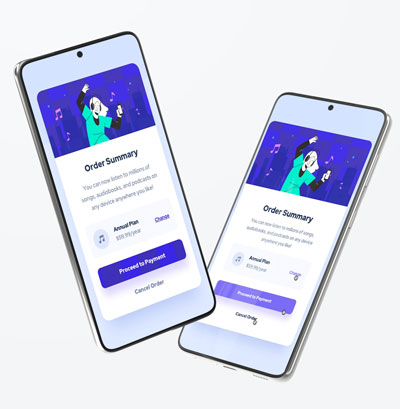 Order Summary
You can now listen to millions of
songs, audiobooks, and podcasts on
any device anywhere you like!
Annual Plan
$59.99/year
Change
Proceed to Payment
Cancel Order
Order Summary
You can now listen to millions of songs,
audiobooks, and podcasts on any device
anywhere you like!
Annual Plan
$59.99/year
Change
Proceed to Payment
Cancel Order